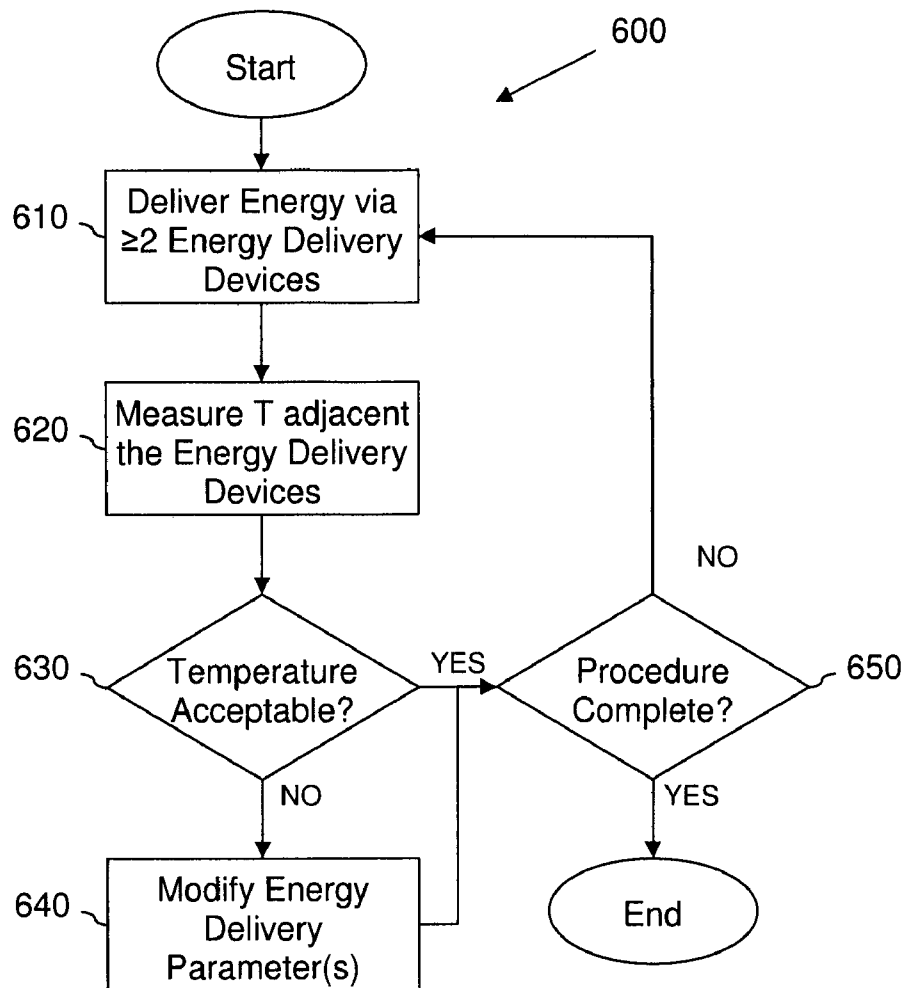 600
Start
610
Deliver Energy via
≥2 Energy Delivery
Devices
620
Measure T adjacent
the Energy Delivery
Devices
NO
630
Temperature
Acceptable?
YES
Procedure
Complete?
650
NO
YES
640
Modify Energy
Delivery
Parameter(s)
End